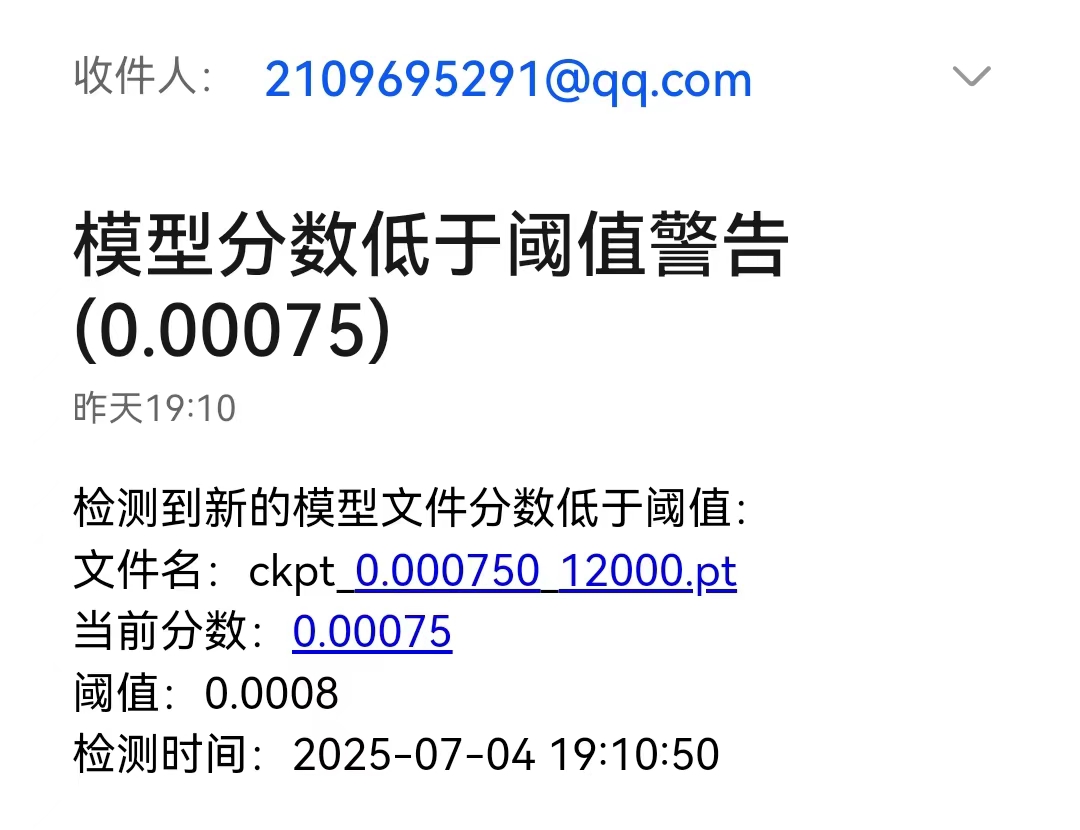 收件人： 2109695291@qq.com
模型分数低于阈值警告
(0.00075)
昨天19:10
检测到新的模型文件分数低于阈值：
文件名：ckpt_0.000750_12000.pt
当前分数：0.00075
阈值：0.0008
检测时间：2025-07-04 19:10:50